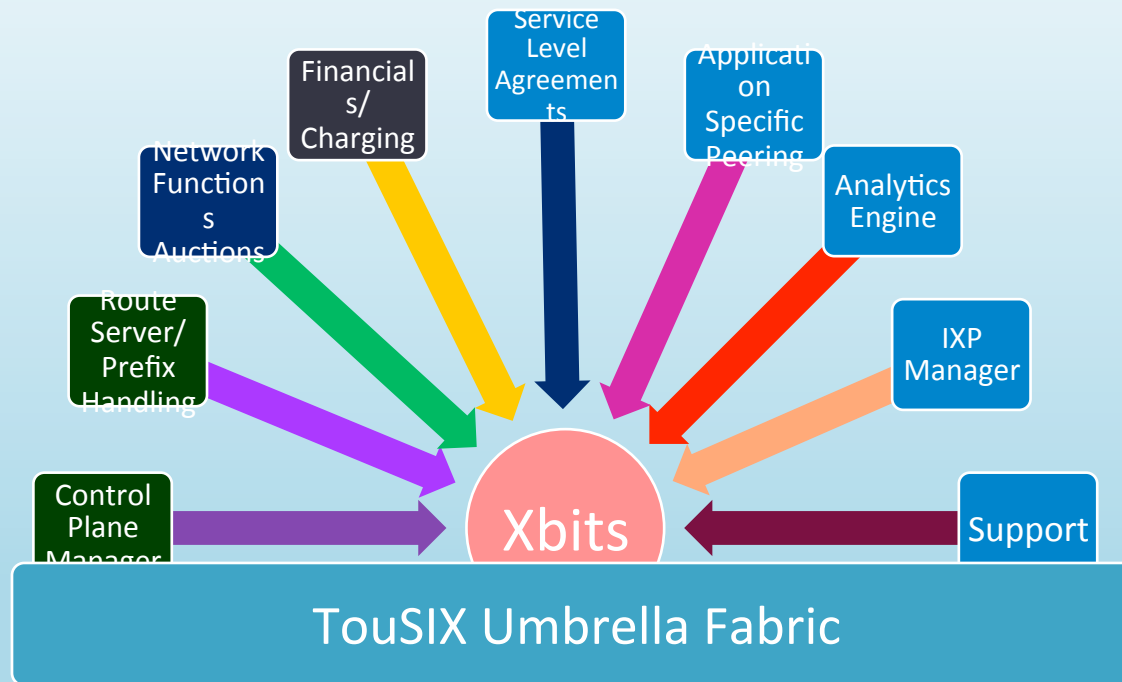 Service
Level
Agreemen
ts
Financial
s/
Charging
Applicati
on
Specific
Peering
Network
Function
s
Auctions
Analytics
Engine
Route
Server/
Prefix
Handling
IXP
Manager
Control
Plane
Manager
Xbits
Support
TouSIX Umbrella Fabric